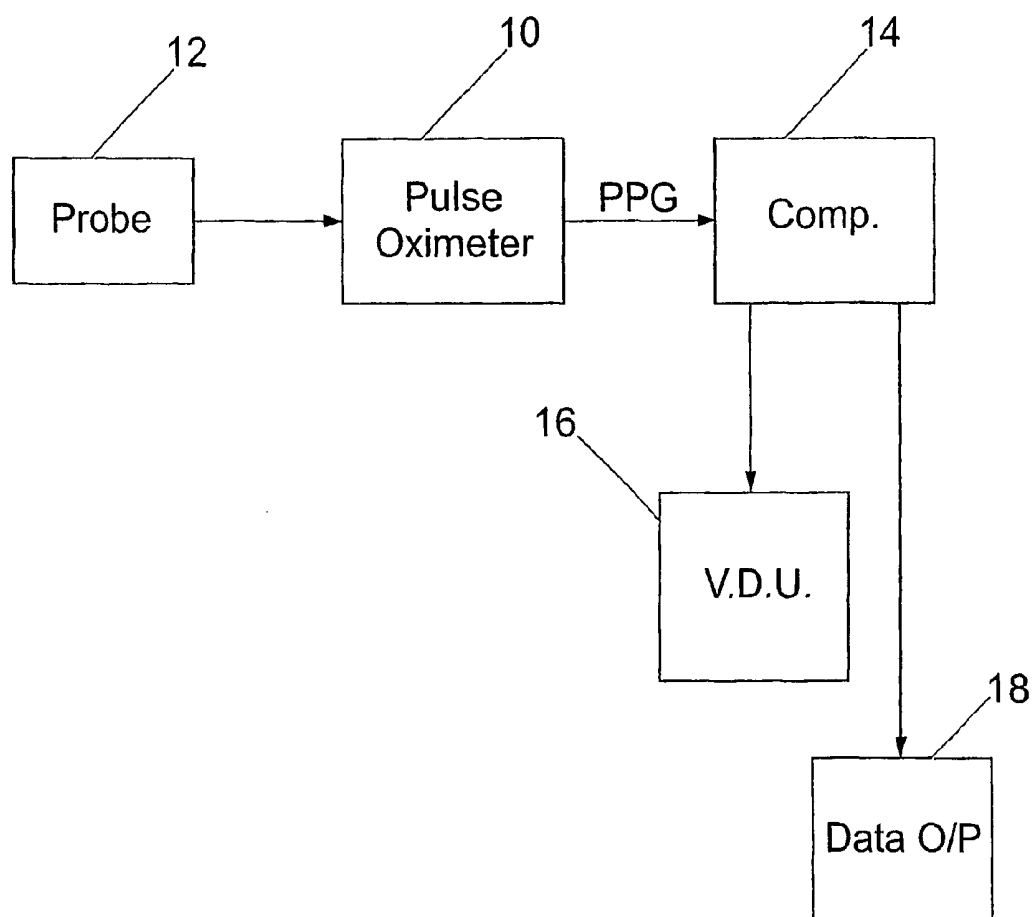 12
10
14
Probe
Pulse
Oximeter
PPG
Comp.
16
V.D.U.
18
Data O/P